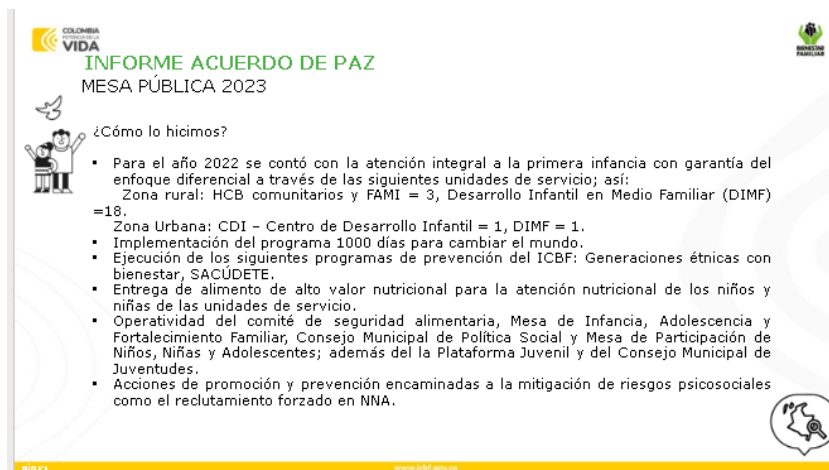 COLOMBIA
POTENCIA DE LA
VIDA
BIENESTAR
FAMILIAR
INFORME ACUERDO DE PAZ
MESA PÚBLICA 2023
¿Cómo lo hicimos?
▪ Para el año 2022 se contó con la atención integral a la primera infancia con garantía del
enfoque diferencial a través de las siguientes unidades de servicio; así:
Zona rural: HCB comunitarios y FAMI = 3, Desarrollo Infantil en Medio Familiar (DIMF)
=18.
Zona Urbana: CDI – Centro de Desarrollo Infantil = 1, DIMF = 1.
▪ Implementación del programa 1000 días para cambiar el mundo.
▪ Ejecución de los siguientes programas de prevención del ICBF: Generaciones étnicas con
bienestar, SACÚDETE.
▪ Entrega de alimento de alto valor nutricional para la atención nutricional de los niños y
niñas de las unidades de servicio.
▪ Operatividad del comité de seguridad alimentaria, Mesa de Infancia, Adolescencia y
Fortalecimiento Familiar, Consejo Municipal de Política Social y Mesa de Participación de
Niños, Niñas y Adolescentes; además del la Plataforma Juvenil y del Consejo Municipal de
Juventudes.
▪ Acciones de promoción y prevención encaminadas a la mitigación de riesgos psicosociales
como el reclutamiento forzado en NNA.
PÚBLICA
www.icbf.gov.co